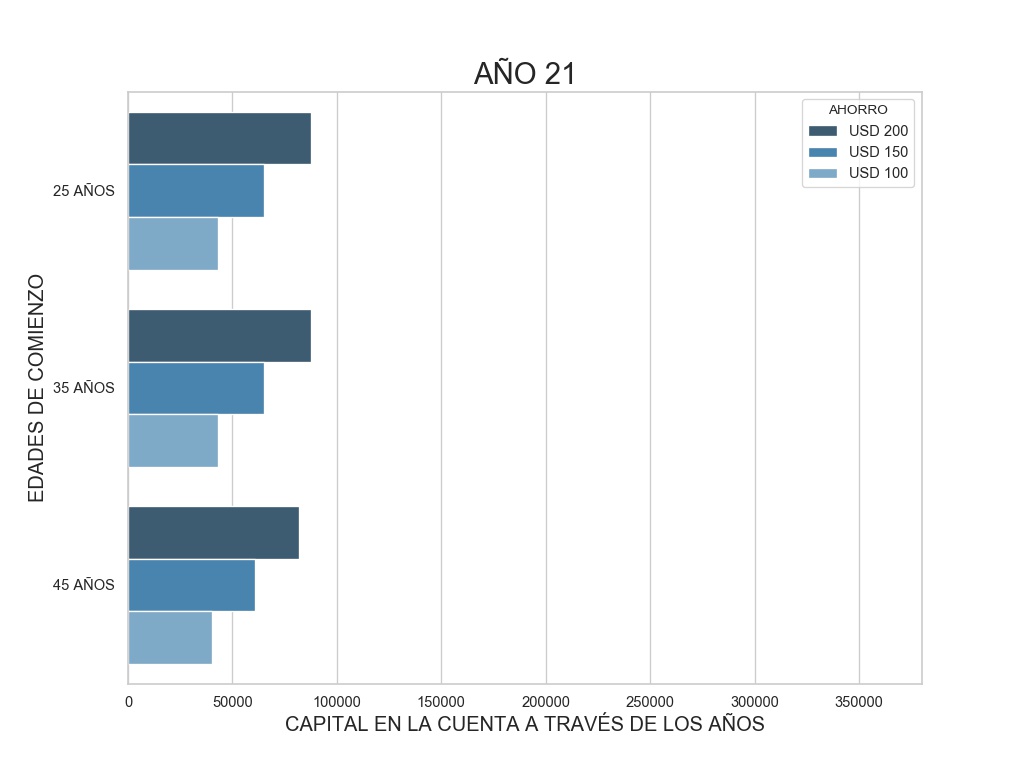 AÑO 21
AHORRO
USD 200
USD 150
USD 100
25 AÑOS
35 AÑOS
45 AÑOS
EDADES DE COMIENZO
0 50000 100000 150000 200000 250000 300000 350000
CAPITAL EN LA CUENTA A TRAVÉS DE LOS AÑOS